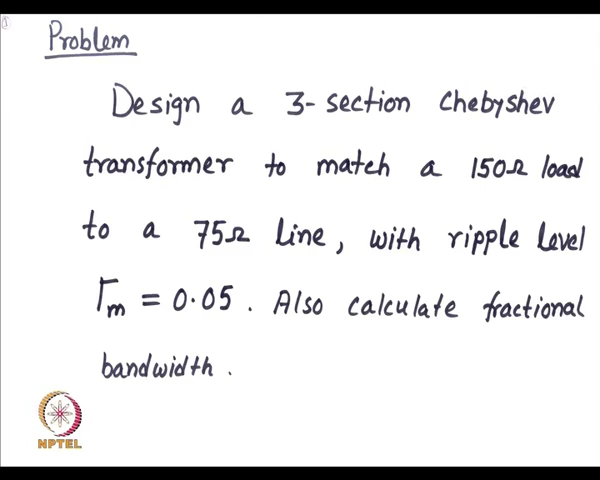 Problem
Design a 3-section Chebyshev
transformer to match a 150Ω load
to a 75Ω line, with ripple level
Γm = 0.05. Also calculate fractional
bandwidth.
NPTEL